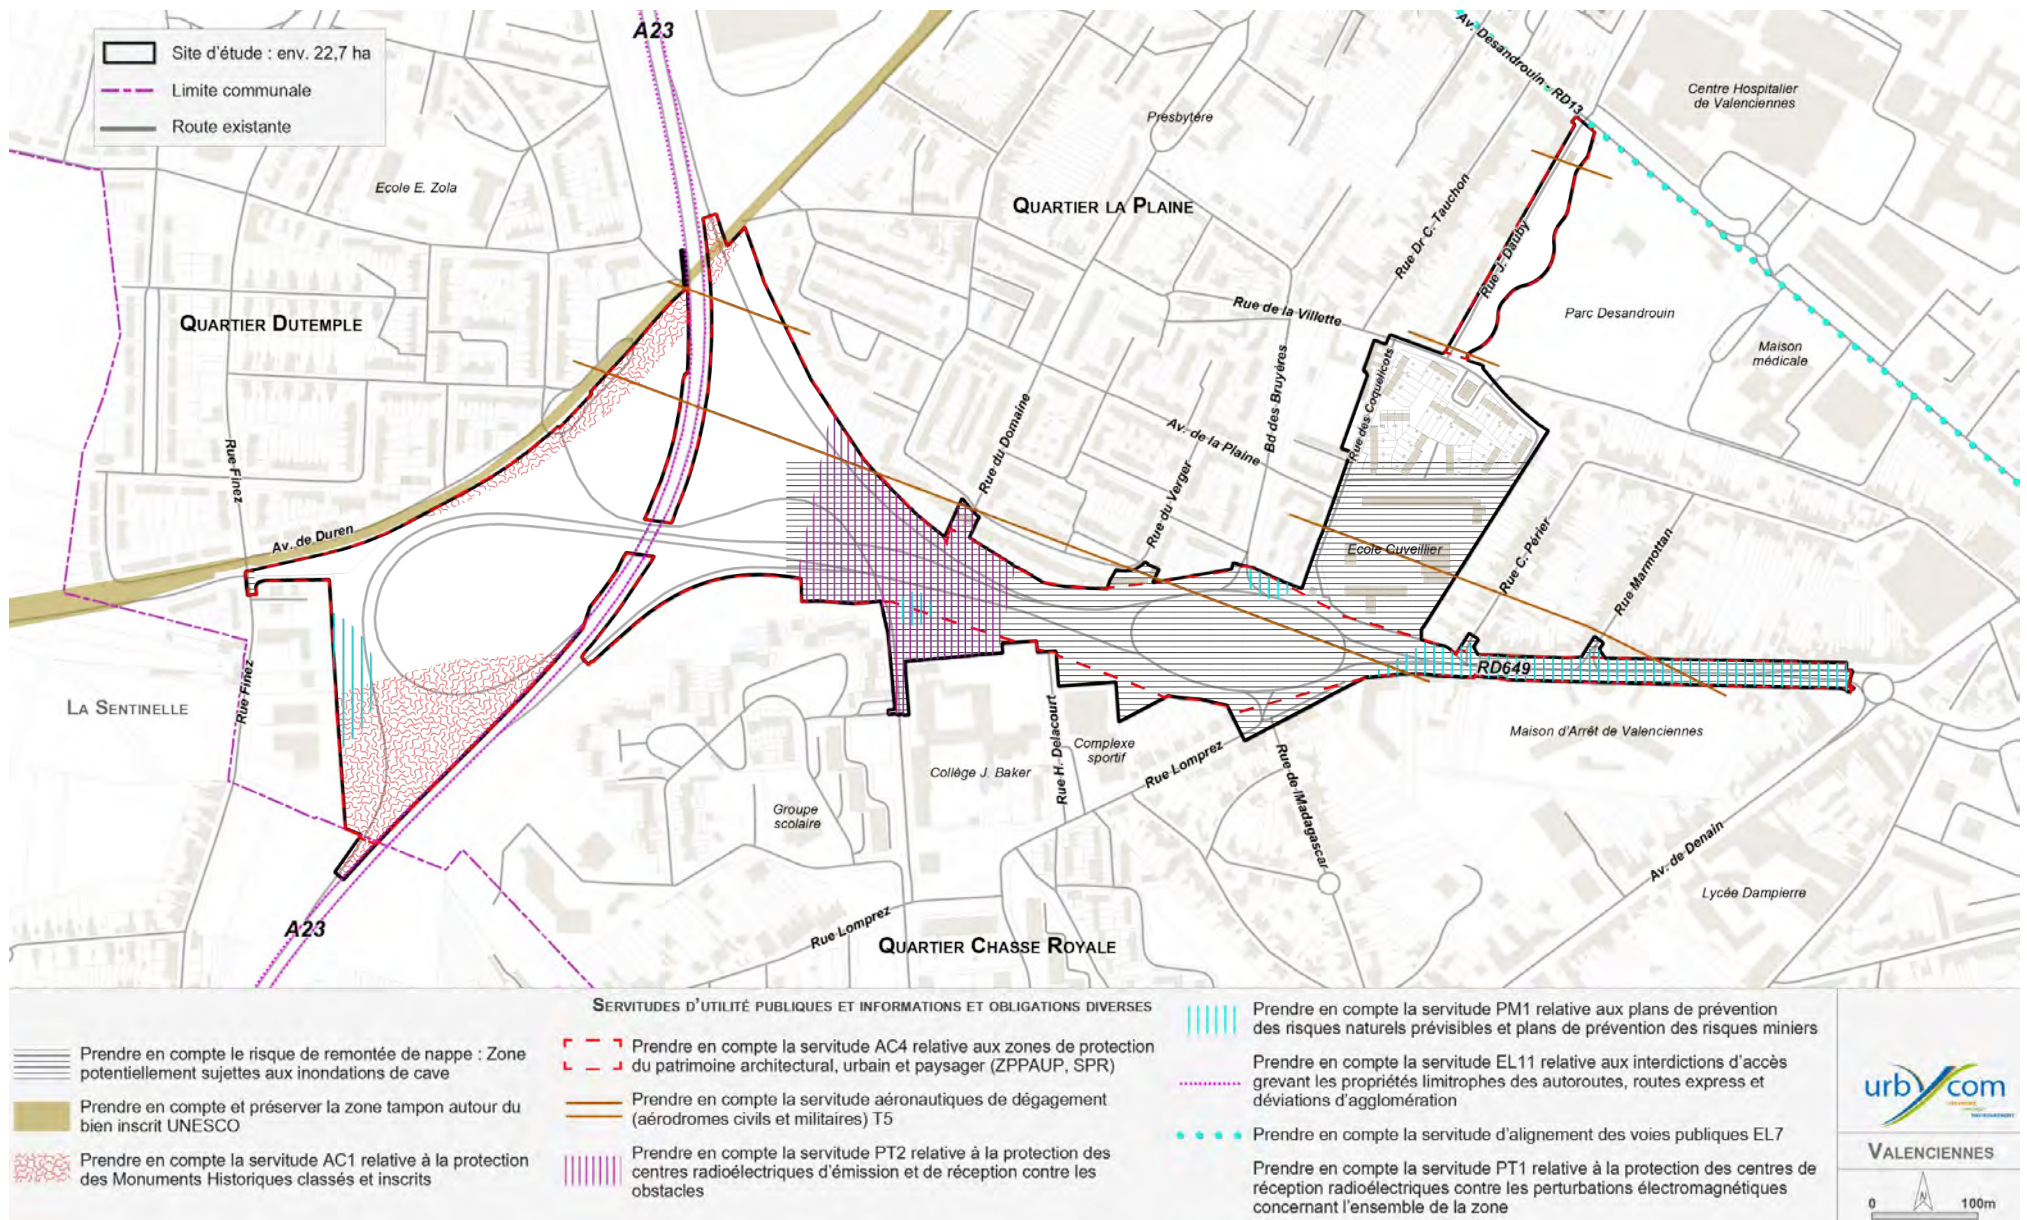 A23
Site d'étude : env. 22,7 ha
Limite communale
Route existante
Av. Desandrouin - RD13
Centre Hospitalier
de Valenciennes
Presbytère
Ecole E. Zola
QUARTIER LA PLAINE
Rue Dr C. Tauchon
Rue J. Dauby
Parc Desandrouin
Rue de la Villette
QUARTIER DUTEMPLE
Maison
médicale
Bd des Bruyères
Rue des Coquelicots
Rue du Domaine
Av. de la Plaine
Rue Finez
Rue du Verger
Av. de Duren
Ecole Cuveillier
Rue C. Périer
Rue Marmottan
RD649
LA SENTINELLE
Rue Finez
Rue H. Delacourt
Maison d'Arrêt de Valenciennes
Complexe
sportif
Collège J. Baker
Rue Lomprez
Rue de lMadagascar
Groupe
scolaire
Av. de Denain
Lycée Dampierre
A23
Rue Lomprez
QUARTIER CHASSE ROYALE
SERVITUDES D'UTILITÉ PUBLIQUES ET INFORMATIONS ET OBLIGATIONS DIVERSES
Prendre en compte le risque de remontée de nappe : Zone
potentiellement sujettes aux inondations de cave
Prendre en compte et préserver la zone tampon autour du
bien inscrit UNESCO
Prendre en compte la servitude AC1 relative à la protection
des Monuments Historiques classés et inscrits
Prendre en compte la servitude AC4 relative aux zones de protection
du patrimoine architectural, urbain et paysager (ZPPAUP, SPR)
Prendre en compte la servitude aéronautiques de dégagement
(aérodromes civils et militaires) T5
Prendre en compte la servitude PT2 relative à la protection des
centres radioélectriques d'émission et de réception contre les
obstacles
Prendre en compte la servitude PM1 relative aux plans de prévention
des risques naturels prévisibles et plans de prévention des risques miniers
Prendre en compte la servitude EL11 relative aux interdictions d'accès
grevant les propriétés limitrophes des autoroutes, routes express et
déviations d'agglomération
Prendre en compte la servitude d'alignement des voies publiques EL7
Prendre en compte la servitude PT1 relative à la protection des centres de
réception radioélectriques contre les perturbations électromagnétiques
concernant l'ensemble de la zone
urbycom
VALENCIENNES
N
0 100m